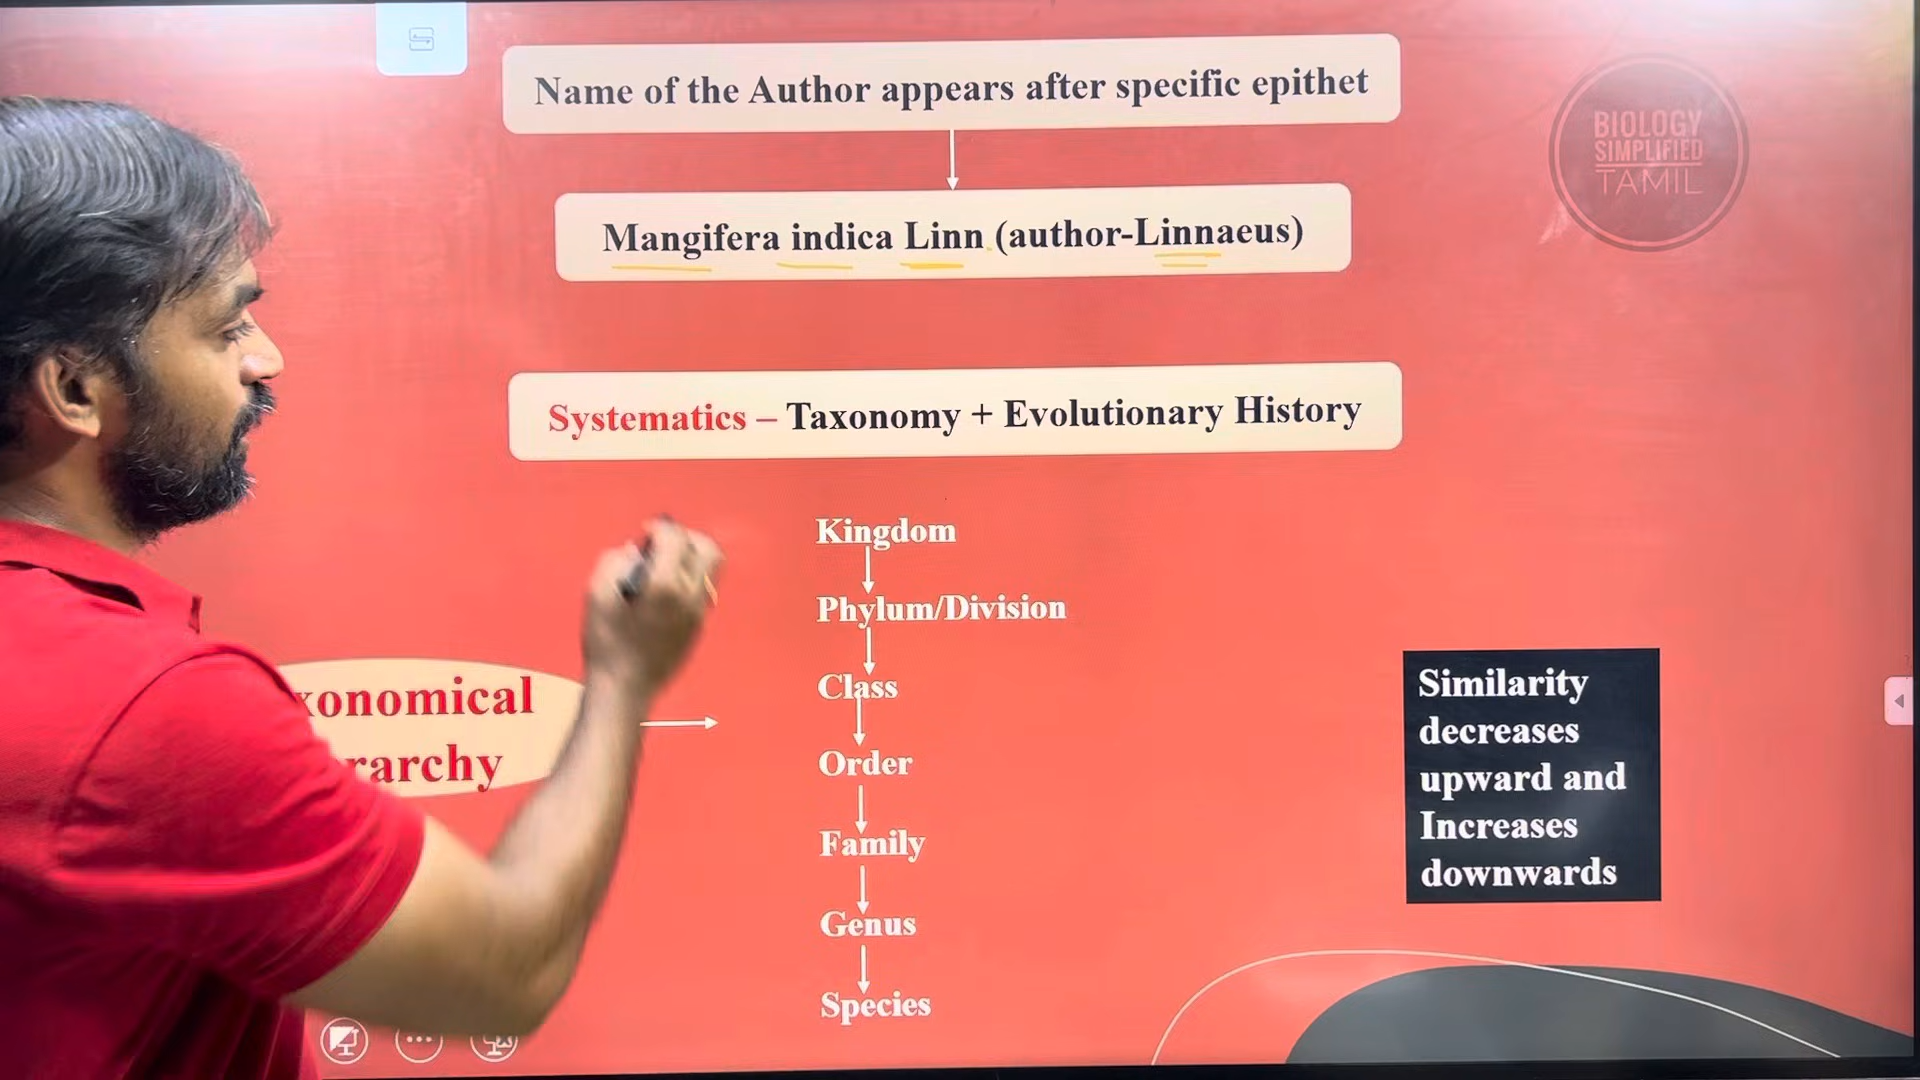 Name of the Author appears after specific epithet
BIOLOGY
SIMPLIFIED
TAMIL
Mangifera indica Linn (author-Linnaeus)
Systematics – Taxonomy + Evolutionary History
Kingdom
Phylum/Division
Class
Order
Family
Genus
Species
xonomical
rarchy
Similarity
decreases
upward and
Increases
downwards